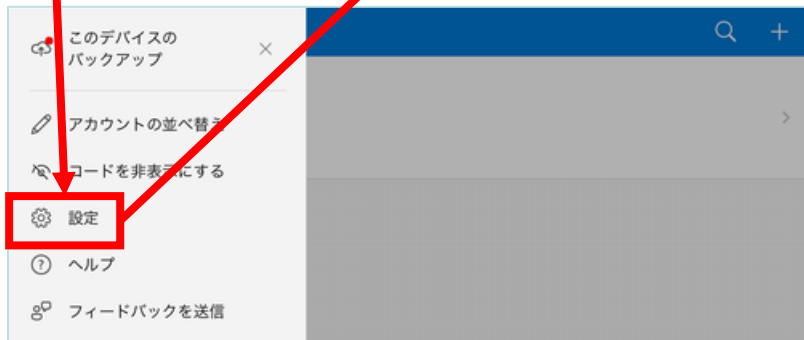 このデバイスの
バックアップ
アカウントの並べ替え
コードを非表示にする
設定
ヘルプ
フィードバックを送信